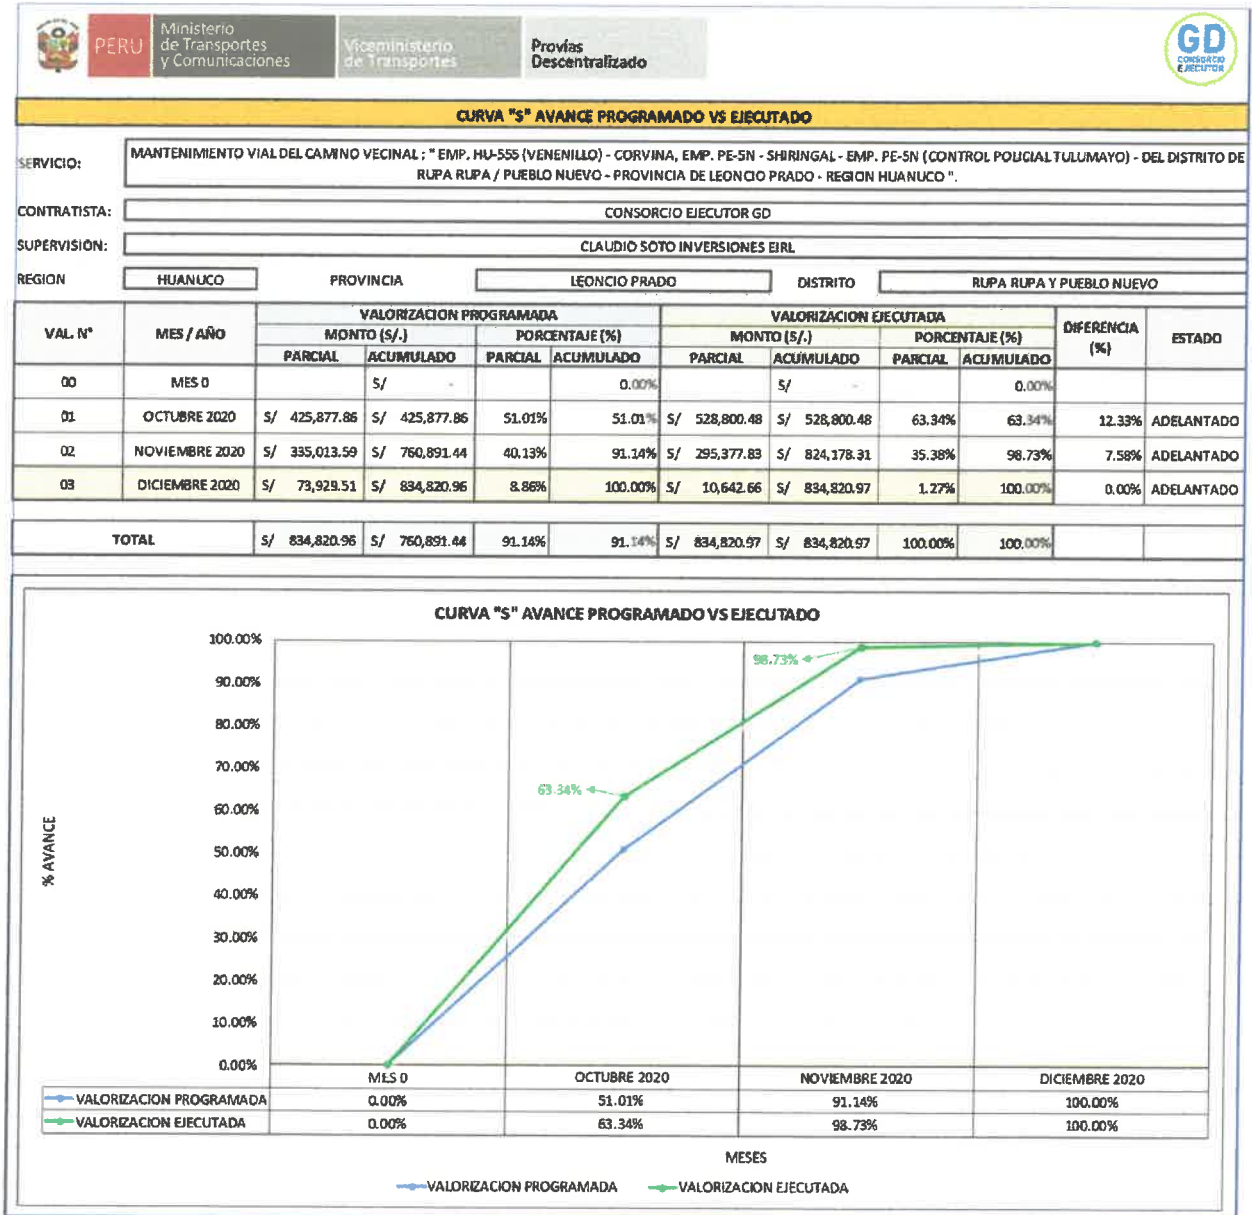 PERU
Ministerio
de Transportes
y Comunicaciones
Viceministerio
de Transportes
Provias
Descentralizado
GD
CONSORCIO
EJECUTOR
CURVA "S" AVANCE PROGRAMADO VS EJECUTADO
SERVICIO:
MANTENIMIENTO VIAL DEL CAMINO VECINAL ; " EMP. HU-555 (VENENILLO) - CORVINA, EMP. PE-5N - SHIRINGAL - EMP. PE-5N (CONTROL POLICIAL TULUMAYO) - DEL DISTRITO DE
RUPA RUPA / PUEBLO NUEVO - PROVINCIA DE LEONCIO PRADO - REGION HUANUCO ".
CONTRATISTA: CONSORCIO EJECUTOR GD
SUPERVISION: CLAUDIO SOTO INVERSIONES EIRL
REGION HUANUCO PROVINCIA LEONCIO PRADO DISTRITO RUPA RUPA Y PUEBLO NUEVO
VAL. N° MES / AÑO VALORIZACION PROGRAMADA VALORIZACION EJECUTADA DIFERENCIA (%) ESTADO
MONTO (S/.) PORCENTAJE (%) MONTO (S/.) PORCENTAJE (%)
PARCIAL ACUMULADO PARCIAL ACUMULADO PARCIAL ACUMULADO PARCIAL ACUMULADO
00 MES 0 S/ - 0.00% S/ - 0.00%
01 OCTUBRE 2020 S/ 425,877.86 S/ 425,877.86 51.01% 51.01% S/ 528,800.48 S/ 528,800.48 63.34% 63.34% 12.33% ADELANTADO
02 NOVIEMBRE 2020 S/ 335,013.59 S/ 760,891.44 40.13% 91.14% S/ 295,377.83 S/ 824,178.31 35.38% 98.73% 7.58% ADELANTADO
03 DICIEMBRE 2020 S/ 73,929.51 S/ 834,820.96 8.86% 100.00% S/ 10,642.66 S/ 834,820.97 1.27% 100.00% 0.00% ADELANTADO
TOTAL S/ 834,820.96 S/ 760,891.44 91.14% 91.14% S/ 834,820.97 S/ 834,820.97 100.00% 100.00%
CURVA "S" AVANCE PROGRAMADO VS EJECUTADO
100.00%
98.73%
90.00%
80.00%
70.00%
63.34%
60.00%
50.00%
% AVANCE
40.00%
30.00%
20.00%
10.00%
0.00%
MES 0 OCTUBRE 2020 NOVIEMBRE 2020 DICIEMBRE 2020
VALORIZACION PROGRAMADA 0.00% 51.01% 91.14% 100.00%
VALORIZACION EJECUTADA 0.00% 63.34% 98.73% 100.00%
MESES
VALORIZACION PROGRAMADA VALORIZACION EJECUTADA